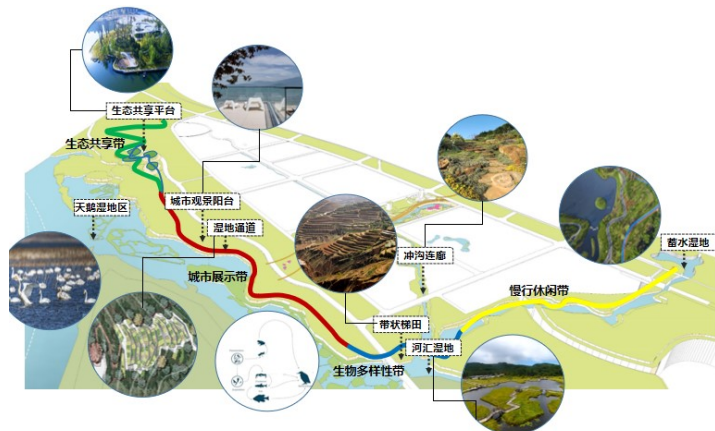 生态共享平台
生态共享带
天鹅湿地区
城市观景阳台
湿地通道
城市展示带
冲沟连廊
蓄水湿地
慢行休闲带
带状梯田
河汇湿地
生物多样性带